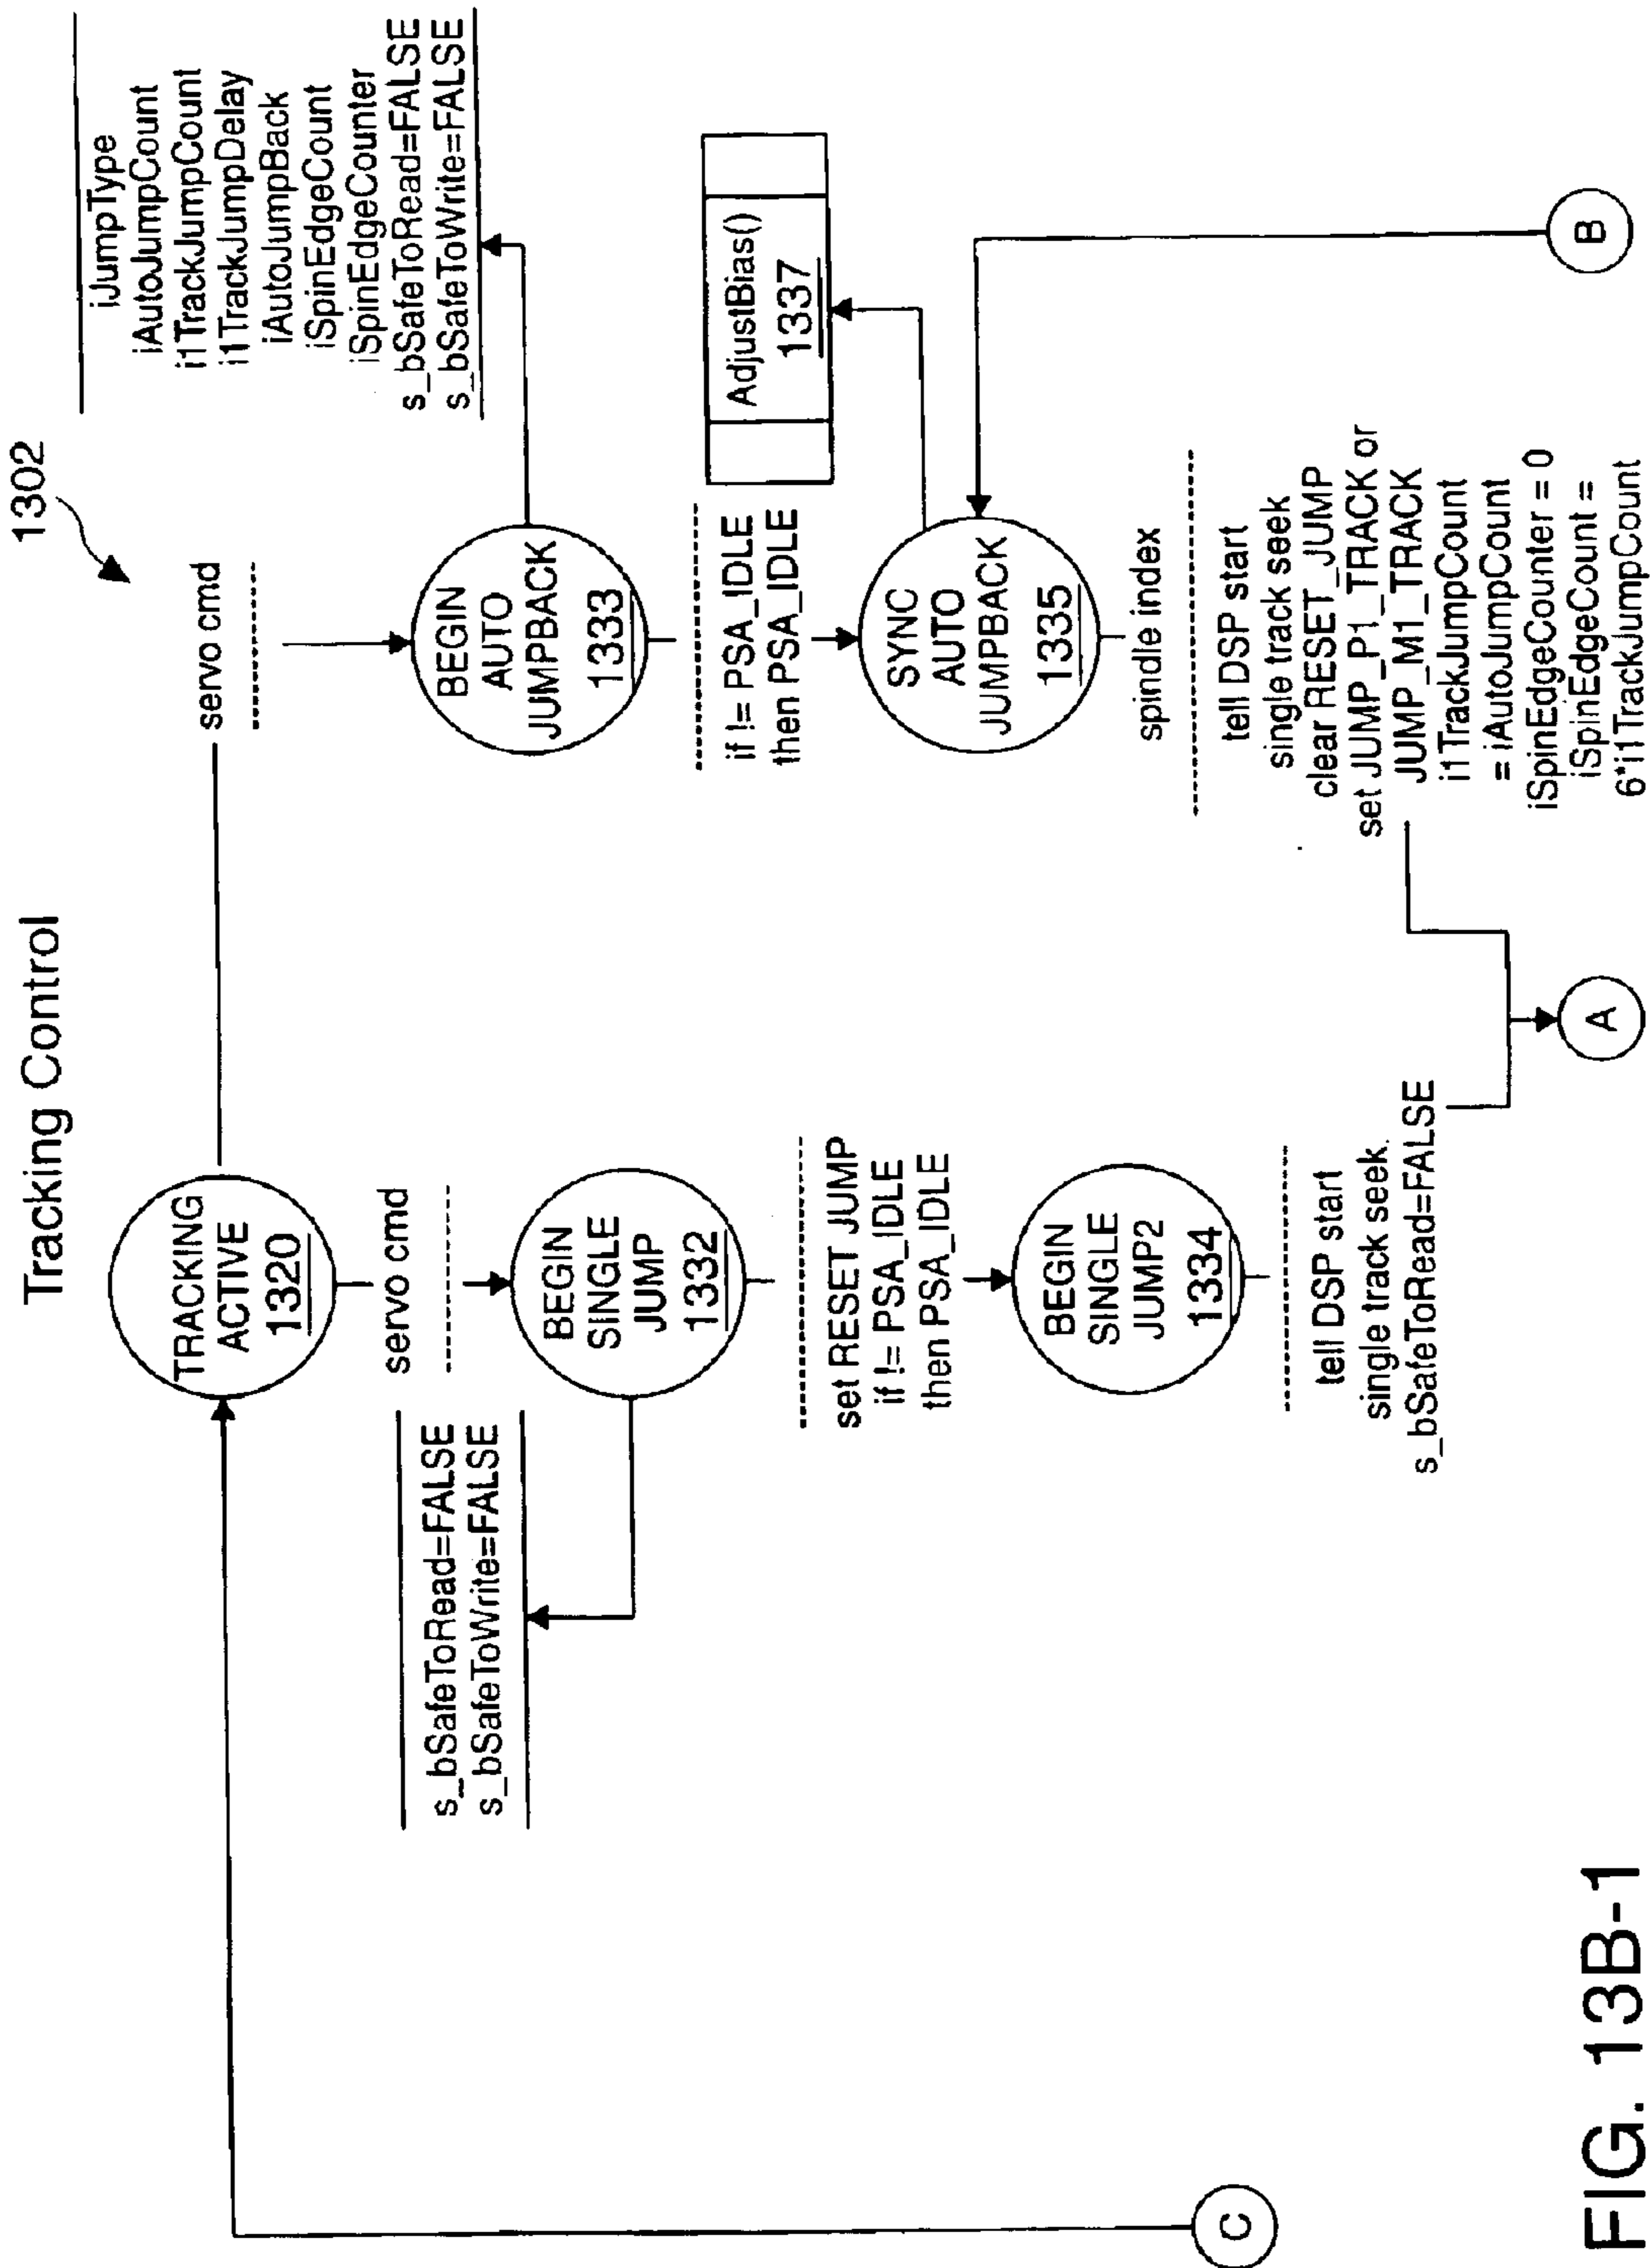 Tracking Control
1302
TRACKING
ACTIVE
1320
servo cmd
servo cmd
s_bSafeToRead=FALSE
s_bSafeToWrite=FALSE
BEGIN
SINGLE
JUMP
1332
set RESET JUMP
if != PSA_IDLE
then PSA_IDLE
BEGIN
SINGLE
JUMP2
1334
tell DSP start
single track seek
s_bSafeToRead=FALSE
iJumpType
iAutoJumpCount
i1TrackJumpCount
i1TrackJumpDelay
iAutoJumpBack
iSpinEdgeCount
iSpinEdgeCounter
s_bSafeToRead=FALSE
s_bSafeToWrite=FALSE
BEGIN
AUTO
JUMPBACK
1333
if != PSA_IDLE
then PSA_IDLE
AdjustBias()
1337
SYNC
AUTO
JUMPBACK
1335
spindle index
tell DSP start
single track seek
clear RESET_JUMP
set JUMP_P1_TRACK or
JUMP_M1_TRACK
i1TrackJumpCount
= iAutoJumpCount
iSpinEdgeCounter = 0
iSpinEdgeCount =
6*i1TrackJumpCount
C
A
B
FIG. 13B-1